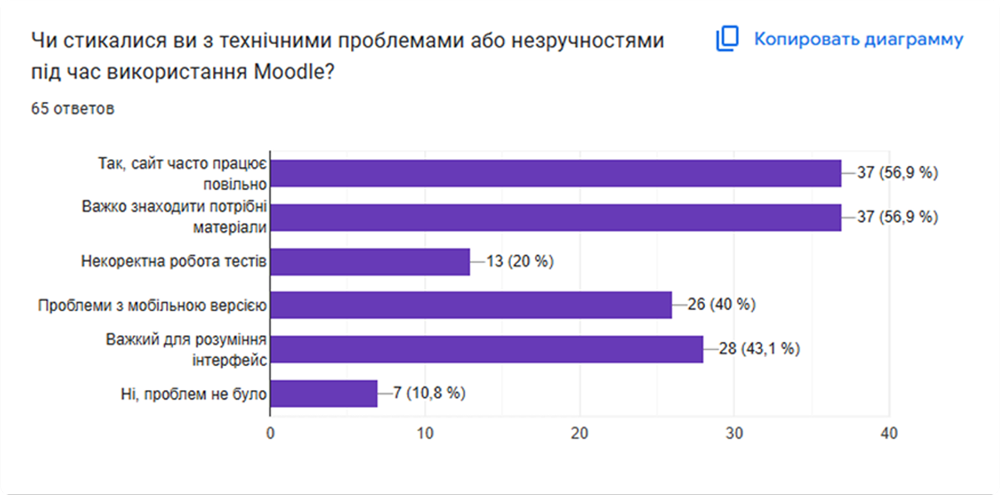 Чи стикалися ви з технічними проблемами або незручностями
під час використання Moodle?
Копировать диаграмму
65 ответов
Так, сайт часто працює
повільно
37 (56,9 %)
Важко знаходити потрібні
матеріали
37 (56,9 %)
Некоректна робота тестів
13 (20 %)
Проблеми з мобільною версією
26 (40 %)
Важкий для розуміння
інтерфейс
28 (43,1 %)
Ні, проблем не було
7 (10,8 %)
0 10 20 30 40